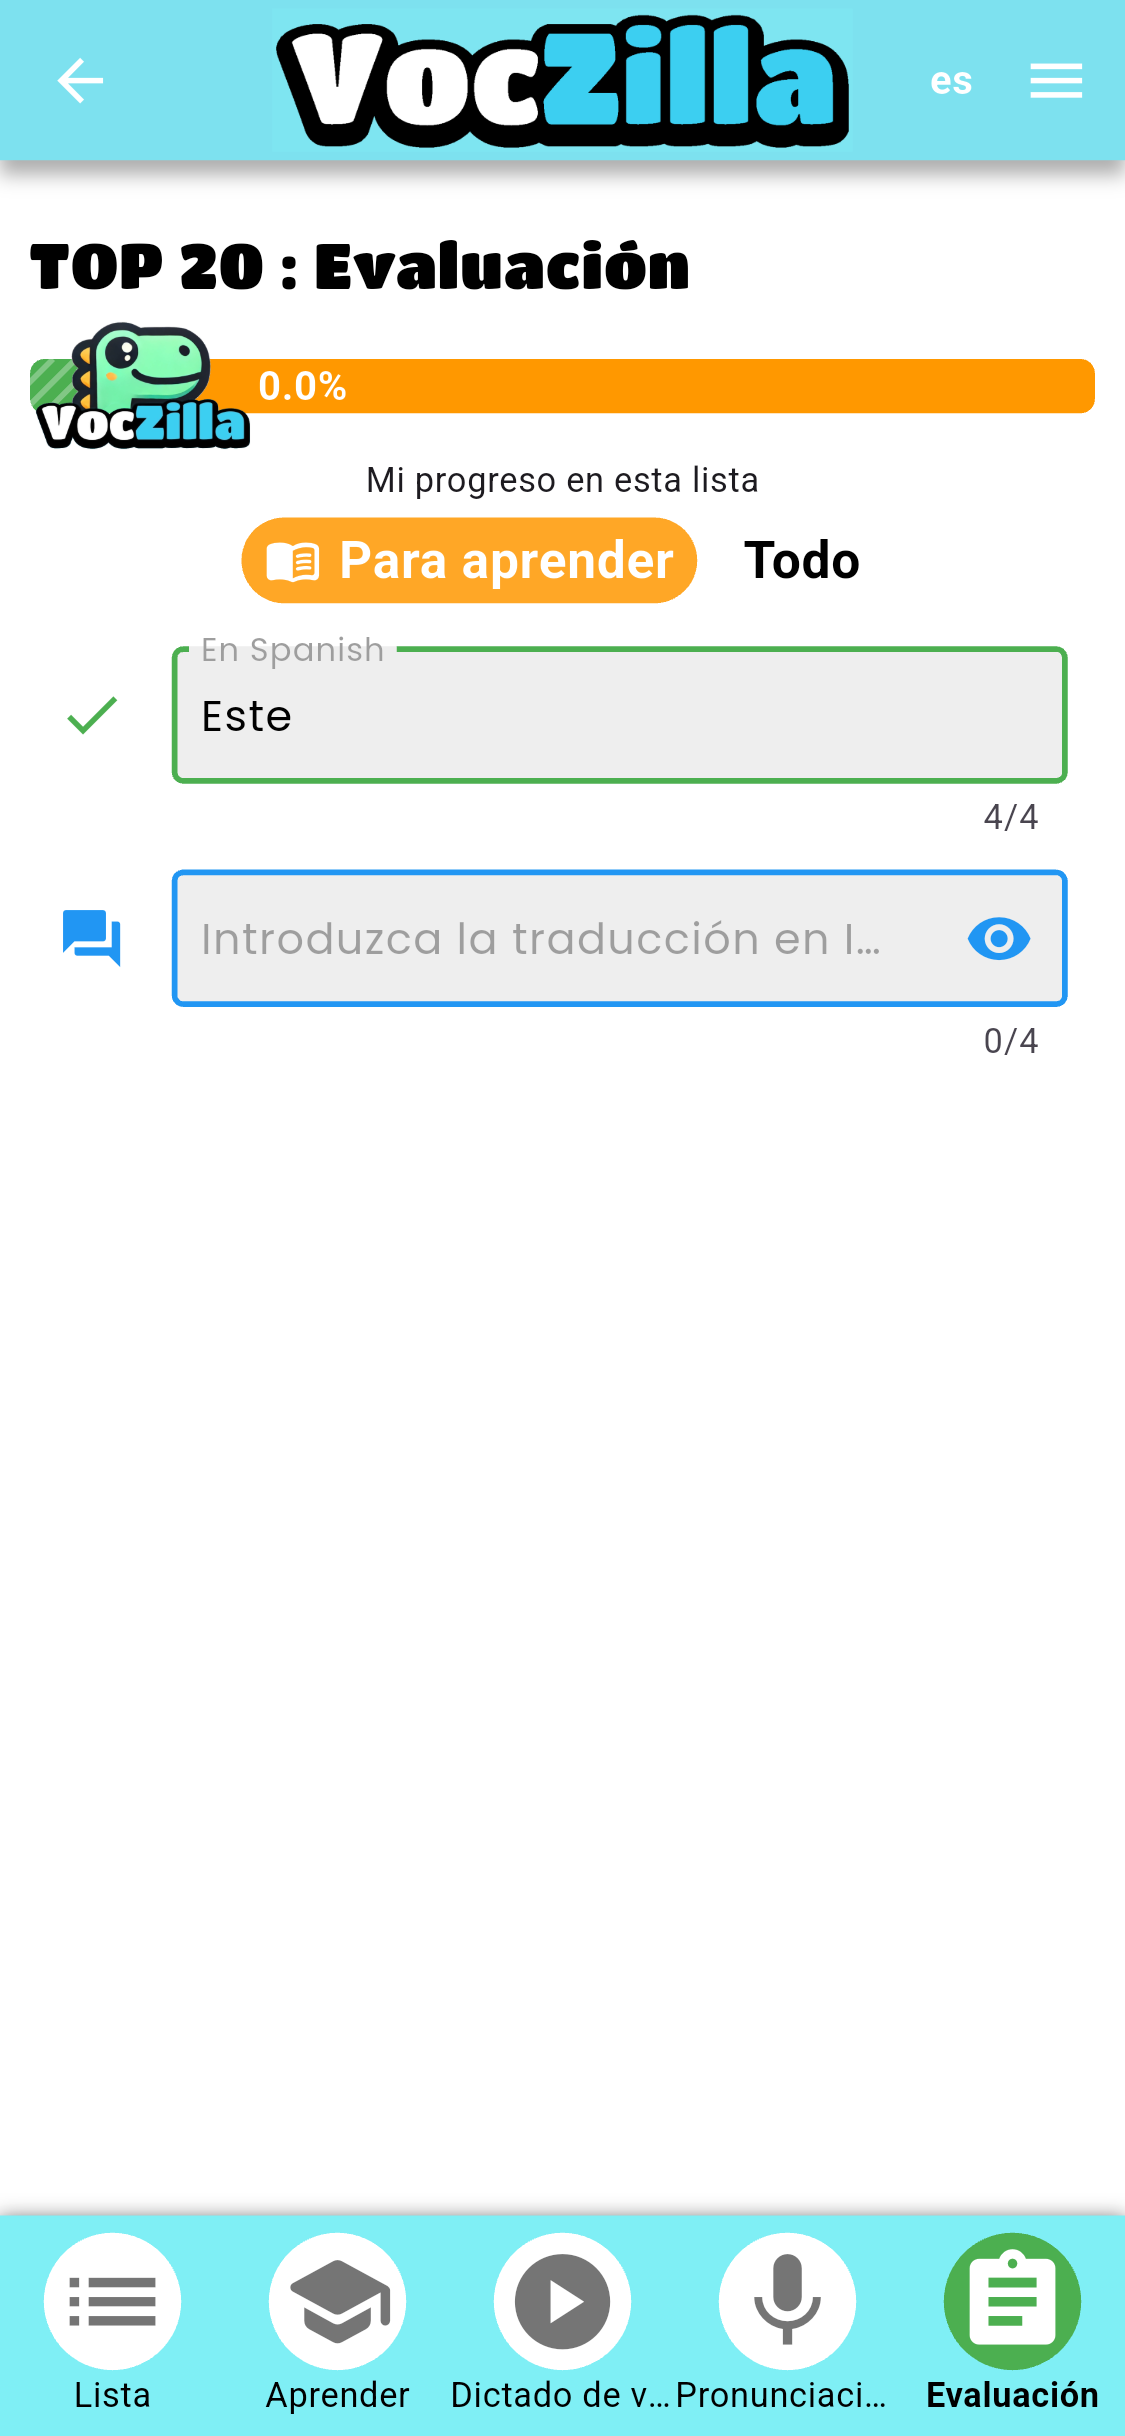 VocZilla
es
TOP 20 : Evaluación
0.0%
VocZilla
Mi progreso en esta lista
Para aprender
Todo
En Spanish
Este
4/4
Introduzca la traducción en I…
0/4
Lista
Aprender
Dictado de v…
Pronunciaci…
Evaluación